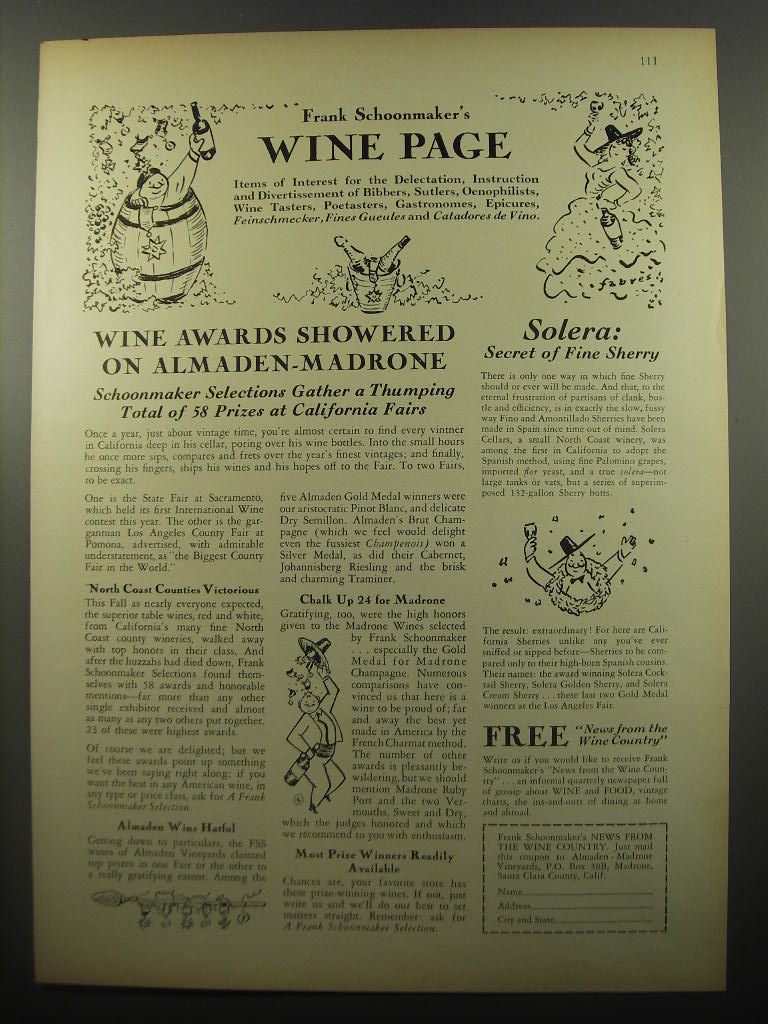 111
Frank Schoonmaker's
WINE PAGE
Items of Interest for the Delectation, Instruction
and Divertissement of Bibbers, Sutlers, Oenophilists,
Wine Tasters, Poetasters, Gastronomes, Epicures,
Feinschmecker, Fines Gueules and Catadores de Vino.
fabres
WINE AWARDS SHOWERED
ON ALMADEN-MADRONE
Schoonmaker Selections Gather a Thumping
Total of 58 Prizes at California Fairs
Once a year, just about vintage time, you're almost certain to find every vintner
in California deep in his cellar, poring over his wine bottles. Into the small hours
he once more sips, compares and frets over the year's finest vintages; and finally,
crossing his fingers, ships his wines and his hopes off to the Fair. To two Fairs,
to be exact.
One is the State Fair at Sacramento,
which held its first International Wine
contest this year. The other is the gar-
gantuan Los Angeles County Fair at
Pomona, advertised, with admirable
understatement, as "the Biggest County
Fair in the World."
North Coast Counties Victorious
This Fall as nearly everyone expected,
the superior table wines, red and white,
from California's many fine North
Coast county wineries, walked away
with top honors in their class. And
after the huzzahs had died down, Frank
Schoonmaker Selections found them-
selves with 58 awards and honorable
mentions—far more than any other
single exhibitor received and almost
as many as any two others put together.
23 of these were highest awards.
Of course we are delighted; but we
feel these awards point up something
we've been saying right along: if you
want the best in any American wine, in
any type or price class, ask for A Frank
Schoonmaker Selection.
Almaden Wins Hatful
Getting down to particulars, the FSS
wines of Almaden Vineyards claimed
top prizes in one Fair or the other to
a really gratifying extent. Among the
five Almaden Gold Medal winners were
our aristocratic Pinot Blanc, and delicate
Dry Semillon. Almaden's Brut Cham-
pagne (which we feel would delight
even the fussiest Champenois) won a
Silver Medal, as did their Cabernet,
Johannisberg Riesling and the brisk
and charming Traminer.
Chalk Up 24 for Madrone
Gratifying, too, were the high honors
given to the Madrone Wines selected
by Frank Schoonmaker
. . . especially the Gold
Medal for Madrone
Champagne. Numerous
comparisons have con-
vinced us that here is a
wine to be proud of; far
and away the best yet
made in America by the
French Charmat method.
The number of other
awards is pleasantly be-
wildering, but we should
mention Madrone Ruby
Port and the two Ver-
mouths, Sweet and Dry,
which the judges honored and which
we recommend to you with enthusiasm.
Most Prize Winners Readily
Available
Chances are, your favorite store has
these prize-winning wines. If not, just
write us and we'll do our best to set
matters straight. Remember: ask for
A Frank Schoonmaker Selection.
Solera:
Secret of Fine Sherry
There is only one way in which fine Sherry
should or ever will be made. And that, to the
eternal frustration of partisans of clank, bus-
tle and efficiency, is in exactly the slow, fussy
way Fino and Amontillado Sherries have been
made in Spain since time out of mind. Solera
Cellars, a small North Coast winery, was
among the first in California to adopt the
Spanish method, using fine Palomino grapes,
imported flor yeast, and a true solera—not
large tanks or vats, but a series of superim-
posed 132-gallon Sherry butts.
The result: extraordinary! For here are Cali-
fornia Sherries unlike any you've ever
sniffed or sipped before—Sherries to be com-
pared only to their high-born Spanish cousins.
Their names: the award winning Solera Cock-
tail Sherry, Solera Golden Sherry, and Solera
Cream Sherry . . . these last two Gold Medal
winners at the Los Angeles Fair.
FREE "News from the
Wine Country"
Write us if you would like to receive Frank
Schoonmaker's "News from the Wine Coun-
try" . . . an informal quarterly newspaper full
of gossip about WINE and FOOD, vintage
charts, the ins-and-outs of dining at home
and abroad.
Frank Schoonmaker's NEWS FROM
THE WINE COUNTRY. Just mail
this coupon to Almaden-Madrone
Vineyards, P.O. Box 58B, Madrone,
Santa Clara County, Calif.
Name
Address
City and State